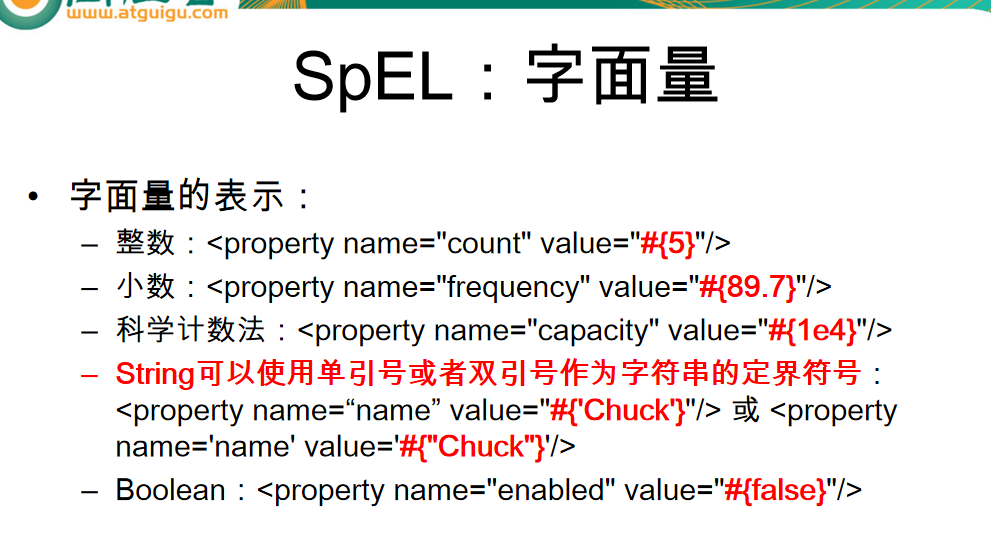 www.atguigu.com
SpEL：字面量
• 字面量的表示：
– 整数：<property name="count" value="#{5}"/>
– 小数：<property name="frequency" value="#{89.7}"/>
– 科学计数法：<property name="capacity" value="#{1e4}"/>
– String可以使用单引号或者双引号作为字符串的定界符号：
<property name=“name” value="#{'Chuck'}"/> 或 <property
name='name' value='#{"Chuck"}'/>
– Boolean：<property name="enabled" value="#{false}"/>